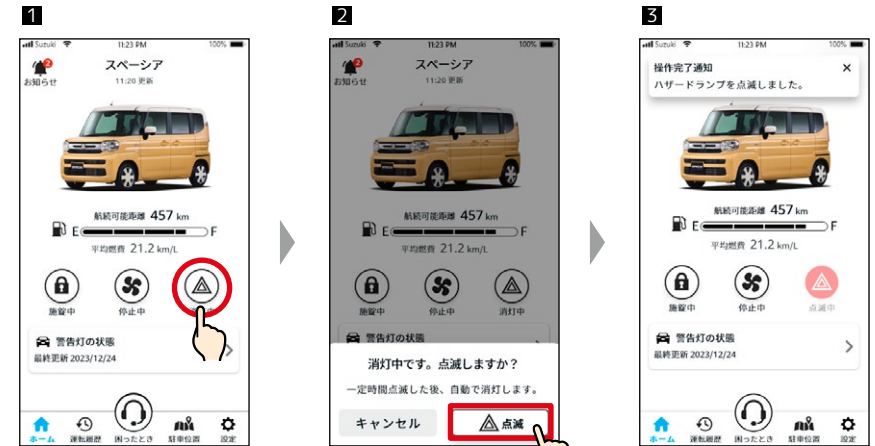 1
Suzuki 11:23 PM 100%
2
お知らせ
スペーシア
11:20 更新
航続可能距離 457 km
E F
平均燃費 21.2 km/L
施錠中 停止中
警告灯の状態
最終更新 2023/12/24
ホーム 運転履歴 困ったとき 駐車位置 設定
2
Suzuki 11:23 PM 100%
2
お知らせ
スペーシア
11:20 更新
航続可能距離 457 km
E F
平均燃費 21.2 km/L
施錠中 停止中 消灯中
警告灯の状態
消灯中です。点滅しますか?
一定時間点滅した後、自動で消灯します。
キャンセル 点滅
3
Suzuki 11:23 PM 100%
操作完了通知 ×
ハザードランプを点滅しました。
航続可能距離 457 km
E F
平均燃費 21.2 km/L
施錠中 停止中 点滅中
警告灯の状態
最終更新 2023/12/24
ホーム 運転履歴 困ったとき 駐車位置 設定